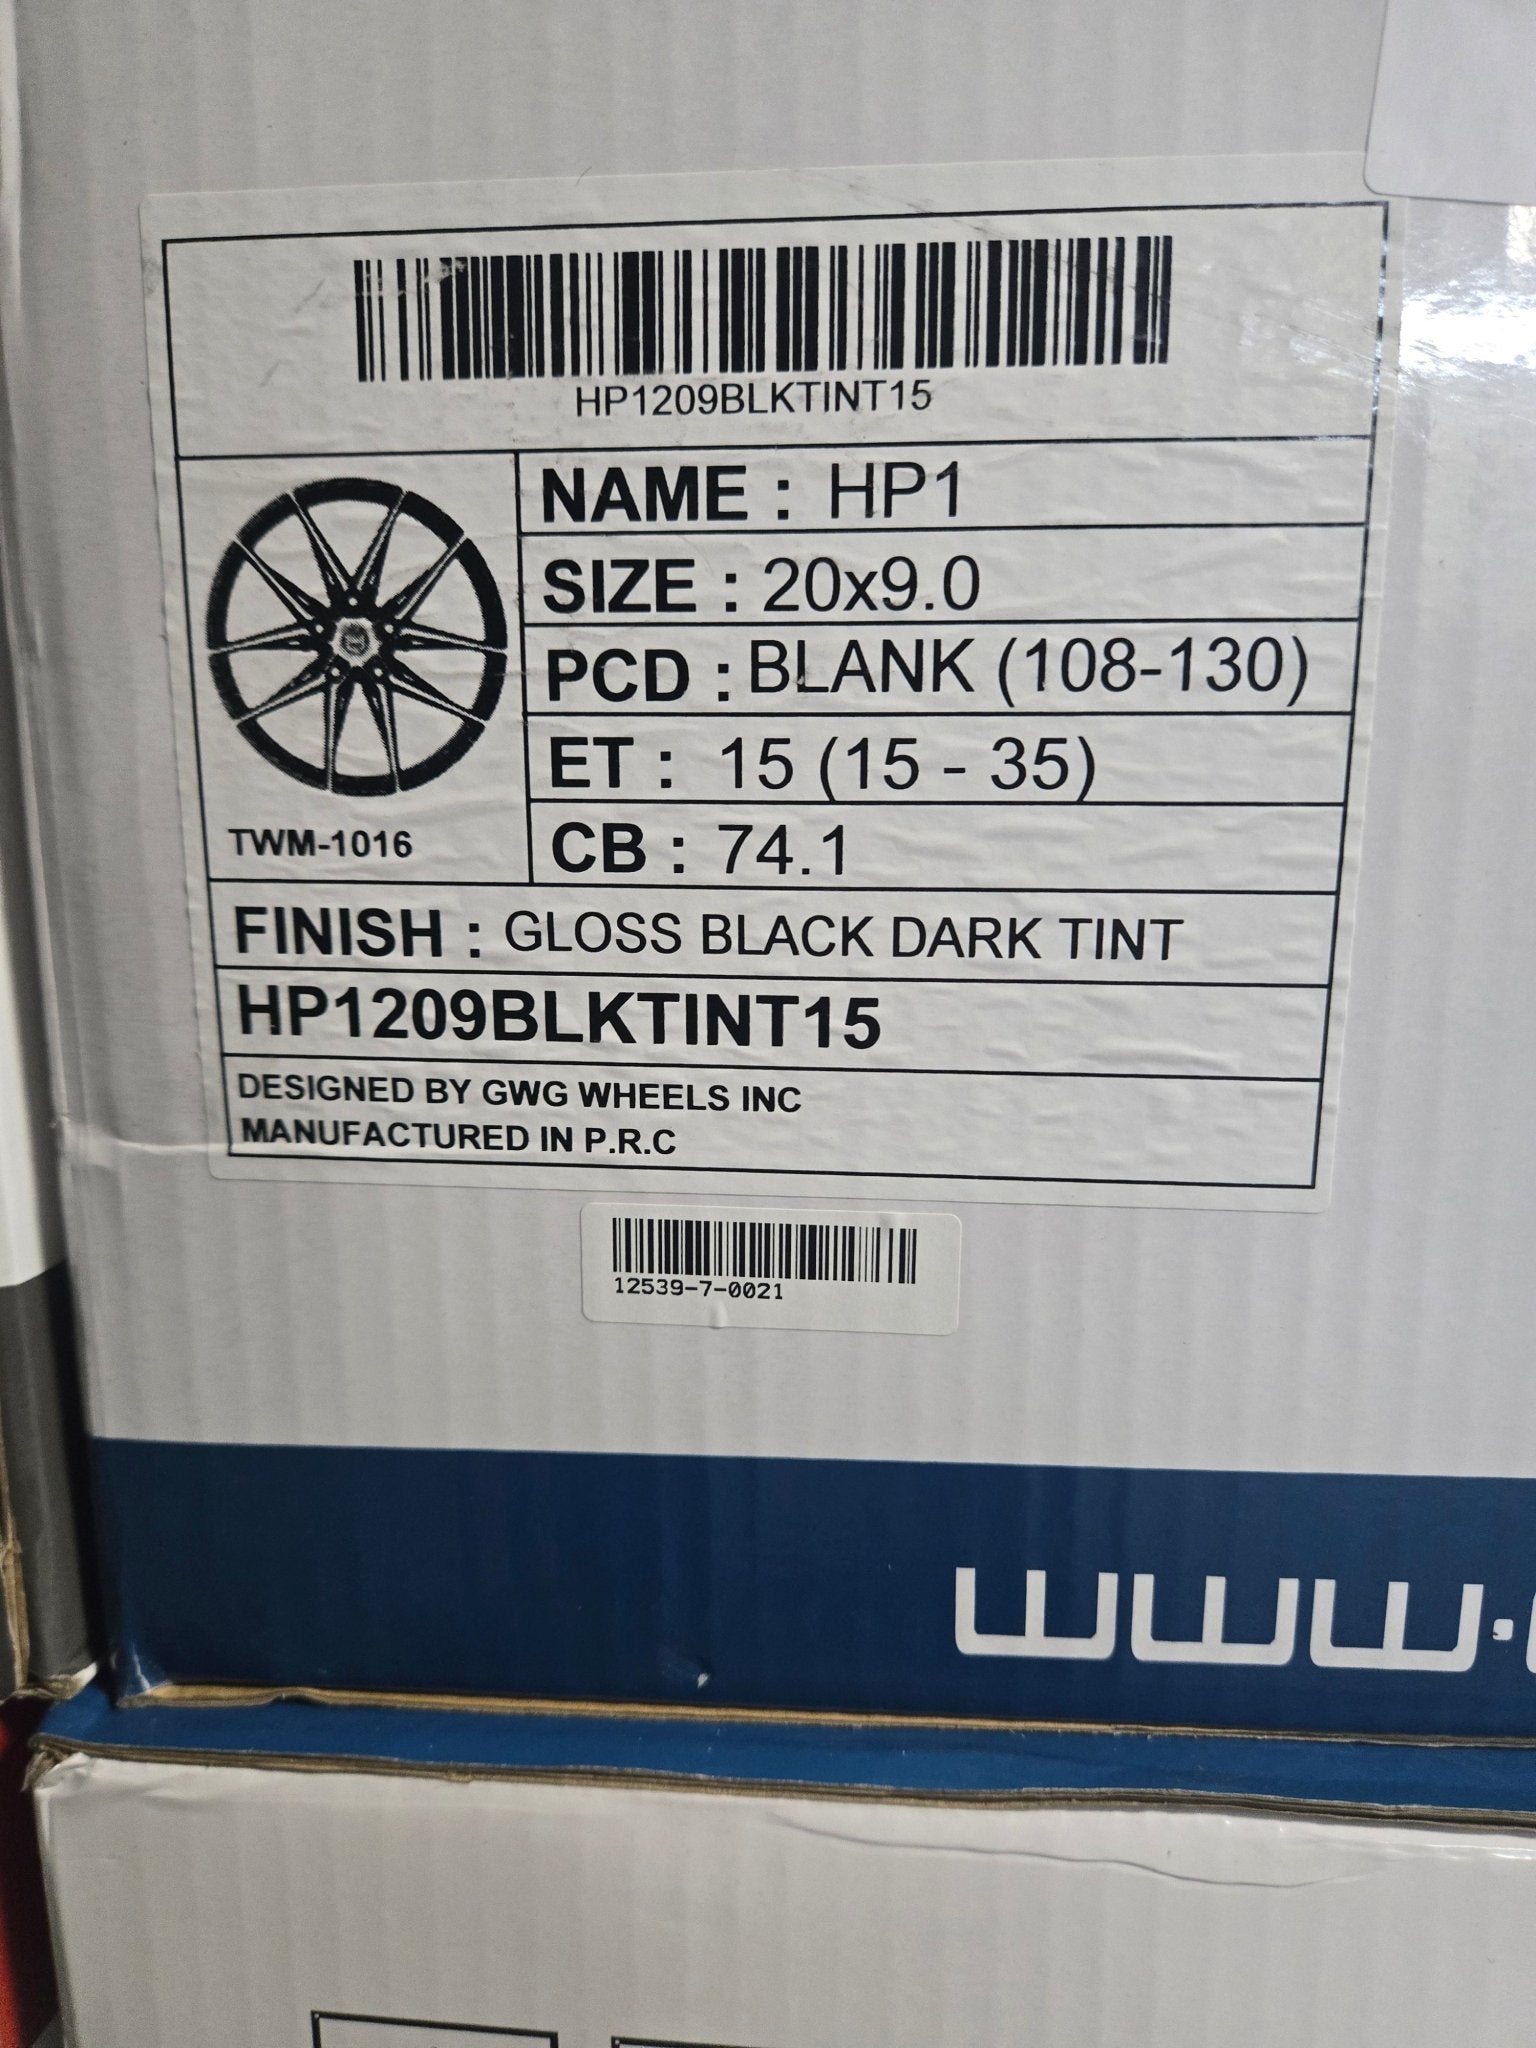 HP1209BLKTINT15
NAME : HP1
SIZE : 20x9.0
PCD : BLANK (108-130)
ET : 15 (15 - 35)
CB : 74.1
TWM-1016
FINISH : GLOSS BLACK DARK TINT
HP1209BLKTINT15
DESIGNED BY GWG WHEELS INC
MANUFACTURED IN P.R.C
12539-7-0021
www.